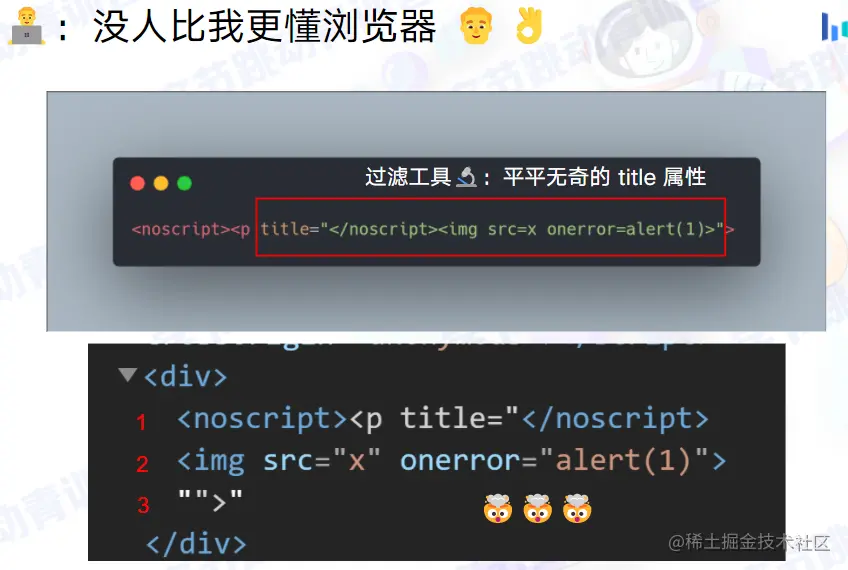 👨‍💻：没人比我更懂浏览器 👨 👌
过滤工具🔬：平平无奇的 title 属性
<noscript><p title="</noscript><img src=x onerror=alert(1)>">
▼<div>
1 <noscript><p title="</noscript>
2 <img src="x" onerror="alert(1)">
3 "">" 🤯🤯🤯
</div>
@稀土掘金技术社区